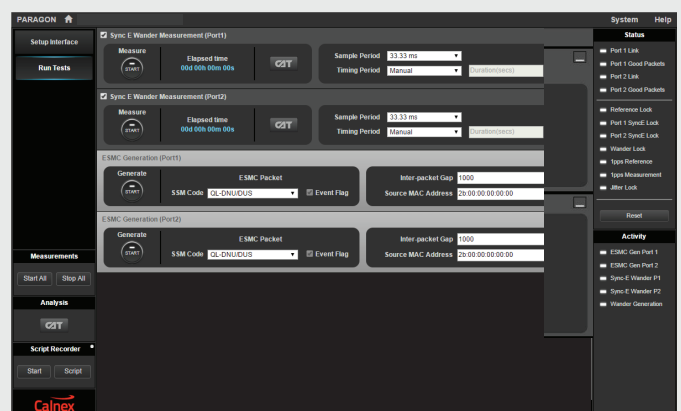 PARAGON
System Help
Setup Interface
Run Tests
Measurements
Start All Stop All
Analysis
CAT
Script Recorder
Start Script
Calnex
Sync E Wander Measurement (Port1)
Measure
START
Elapsed time
00d 00h 00m 00s
CAT
Sample Period 33.33 ms
Timing Period Manual Duration(secs)
Sync E Wander Measurement (Port2)
Measure
START
Elapsed time
00d 00h 00m 00s
CAT
Sample Period 33.33 ms
Timing Period Manual Duration(secs)
ESMC Generation (Port1)
Generate
START
ESMC Packet
SSM Code QL-DNU/DUS Event Flag
Inter-packet Gap 1000
Source MAC Address 2b:00:00:00:00:00
ESMC Generation (Port2)
Generate
START
ESMC Packet
SSM Code QL-DNU/DUS Event Flag
Inter-packet Gap 1000
Source MAC Address 2b:00:00:00:00:00
Status
Port 1 Link
Port 1 Good Packets
Port 2 Link
Port 2 Good Packets
Reference Lock
Port 1 SyncE Lock
Port 2 SyncE Lock
Wander Lock
1pps Reference
1pps Measurement
Jitter Lock
Reset
Activity
ESMC Gen Port 1
ESMC Gen Port 2
Sync-E Wander P1
Sync-E Wander P2
Wander Generation